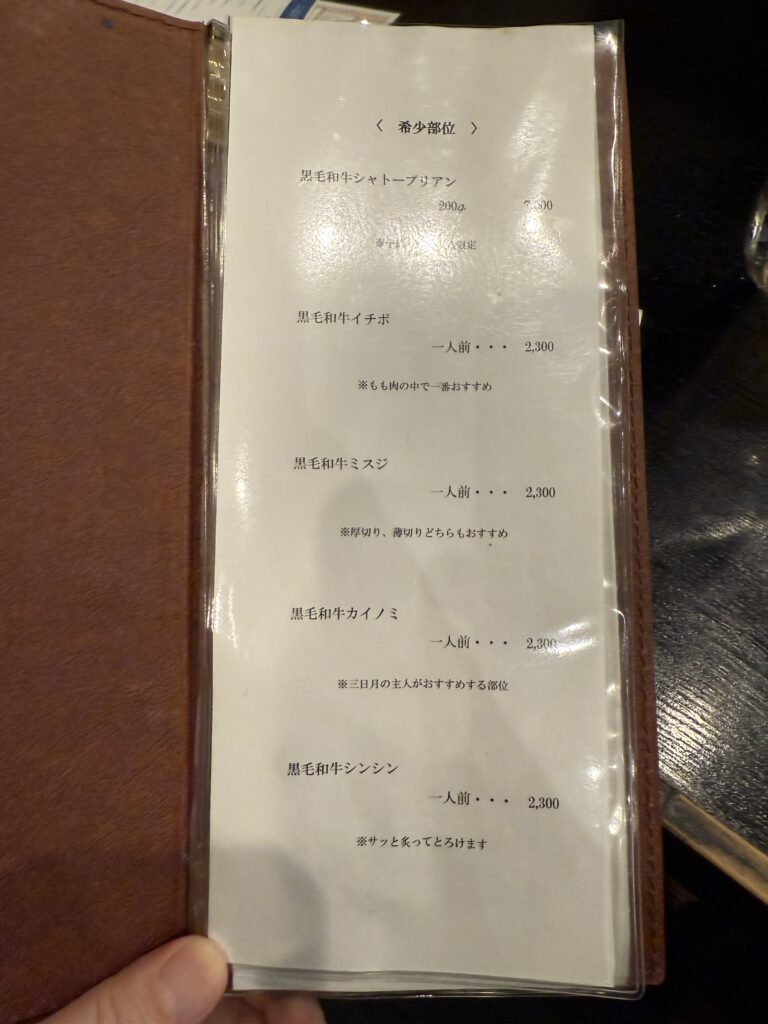 〈 希少部位 〉
黒毛和牛シャトーブリアン
200g
限定
黒毛和牛イチボ
一人前・・・ 2,300
※もも肉の中で一番おすすめ
黒毛和牛ミスジ
一人前・・・ 2,300
※厚切り、薄切りどちらもおすすめ
黒毛和牛カイノミ
一人前・・・ 2,300
※三日月の主人がおすすめする部位
黒毛和牛シンシン
一人前・・・ 2,300
※サッと炙ってとろけます